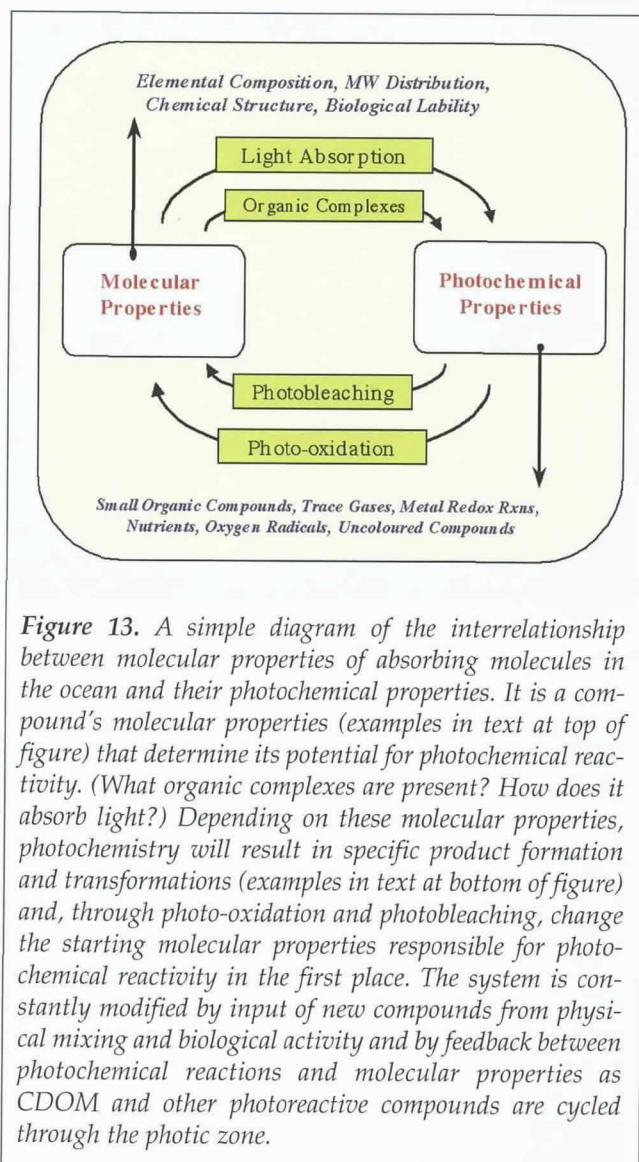 Elemental Composition, MW Distribution,
Chemical Structure, Biological Lability
Light Absorption
Organic Complexes
Molecular
Properties
Photochemical
Properties
Photobleaching
Photo-oxidation
Small Organic Compounds, Trace Gases, Metal Redox Rxns,
Nutrients, Oxygen Radicals, Uncoloured Compounds
Figure 13. A simple diagram of the interrelationship
between molecular properties of absorbing molecules in
the ocean and their photochemical properties. It is a com-
pound's molecular properties (examples in text at top of
figure) that determine its potential for photochemical reac-
tivity. (What organic complexes are present? How does it
absorb light?) Depending on these molecular properties,
photochemistry will result in specific product formation
and transformations (examples in text at bottom of figure)
and, through photo-oxidation and photobleaching, change
the starting molecular properties responsible for photo-
chemical reactivity in the first place. The system is con-
stantly modified by input of new compounds from physi-
cal mixing and biological activity and by feedback between
photochemical reactions and molecular properties as
CDOM and other photoreactive compounds are cycled
through the photic zone.